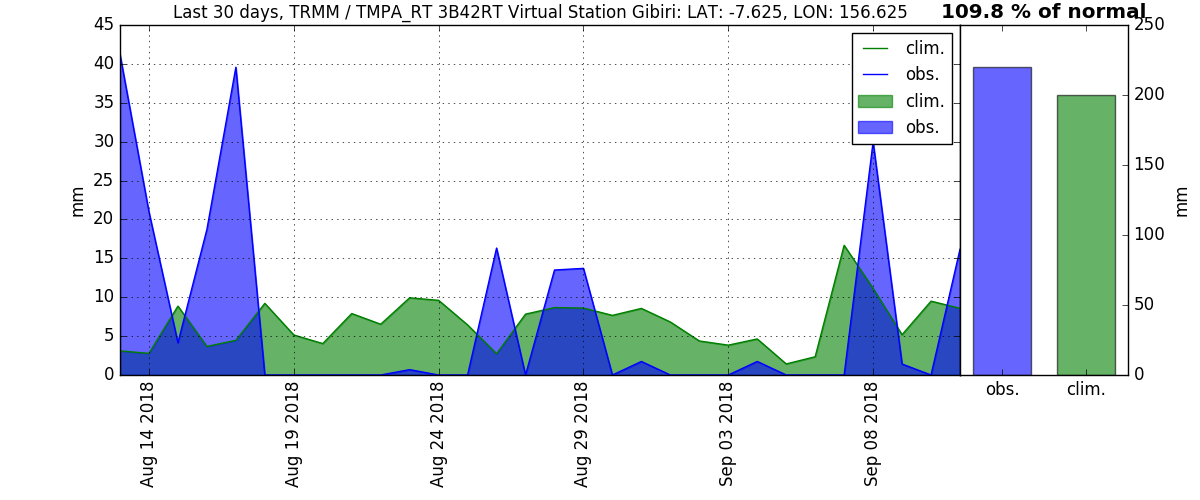 Last 30 days, TRMM / TMPA_RT 3B42RT Virtual Station Gibiri: LAT: -7.625, LON: 156.625
109.8 % of normal
45
40
35
30
25
20
15
10
5
0
mm
clim.
obs.
clim.
obs.
250
200
150
100
50
0
mm
Aug 14 2018
Aug 19 2018
Aug 24 2018
Aug 29 2018
Sep 03 2018
Sep 08 2018
obs.
clim.